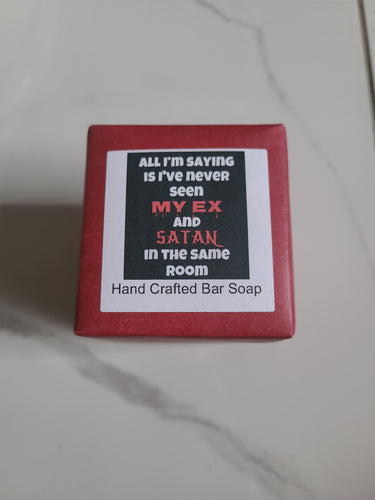 ALL I'M SAYING
IS I'VE NEVER
SEEN
MY EX
AND
SATAN
IN THE SAME
ROOM
Hand Crafted Bar Soap